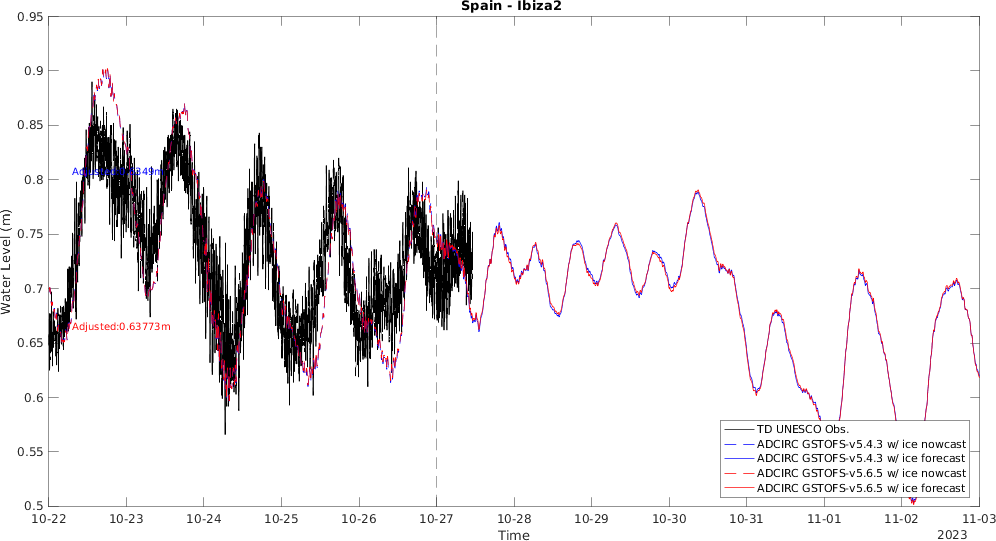 Spain - Ibiza2
0.95
0.9
0.85
0.8
0.75
0.7
0.65
0.6
0.55
0.5
Water Level (m)
Adjusted:0.63773m
TD UNESCO Obs.
ADCIRC GSTOFS-v5.4.3 w/ ice nowcast
ADCIRC GSTOFS-v5.4.3 w/ ice forecast
ADCIRC GSTOFS-v5.6.5 w/ ice nowcast
ADCIRC GSTOFS-v5.6.5 w/ ice forecast
10-22 10-23 10-24 10-25 10-26 10-27 10-28 10-29 10-30 10-31 11-01 11-02 11-03
Time
2023